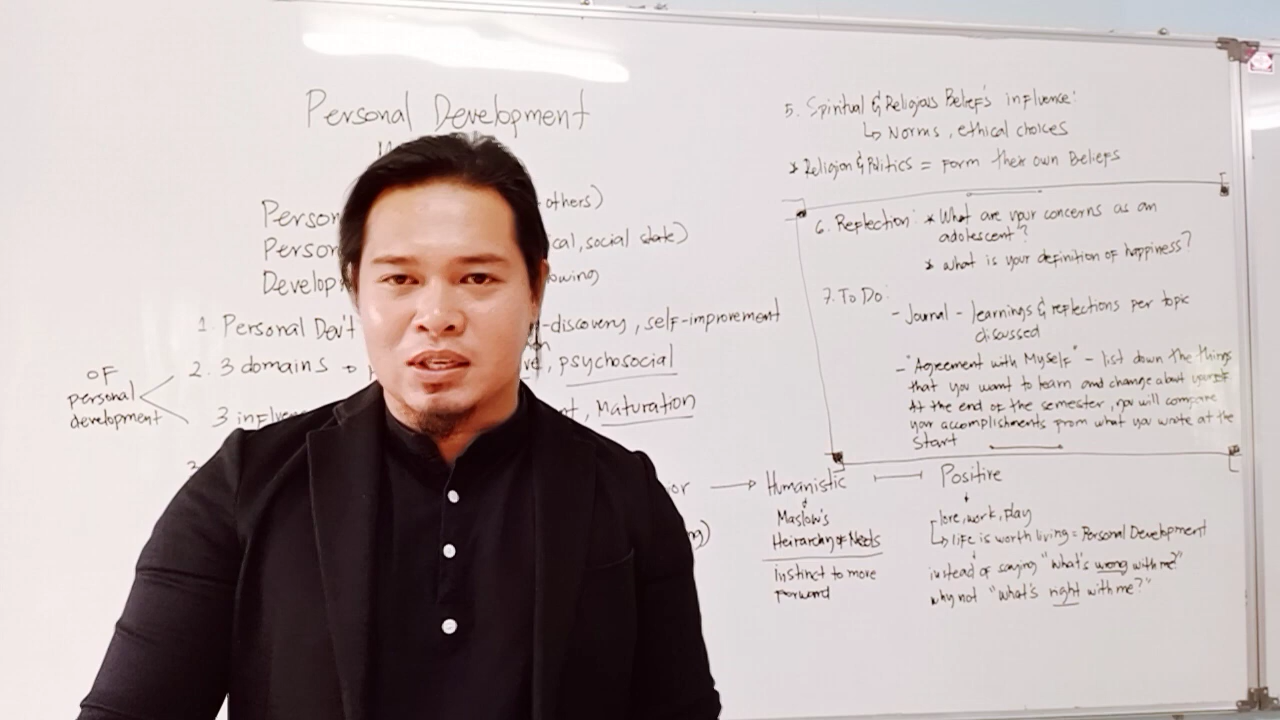 Personal Development
Person others)
Person cal, social state)
Develop owing
1. Personal Dev't -discovery, self-improvement
2. 3 domains → ve, psychosocial
OF personal development
3 influen t, Maturation
or → Humanistic — Positive
Maslow's
Heirarchy of Needs
instinct to move
forward
love, work, play
↳ life is worth living = Personal Development
instead of saying "what's wrong with me?"
why not "what's right with me?"
5. Spiritual & Religious Belief's influence:
↳ Norms, ethical choices
* Religion & Politics = form their own Beliefs
6. Reflection: * What are your concerns as an
adolescent?
* what is your definition of happiness?
7. To Do:
- Journal - learnings & reflections per topic
discussed
- "Agreement with Myself" - list down the things
that you want to learn and change about yourself
At the end of the semester, you will compare
your accomplishments from what you wrote at the
start